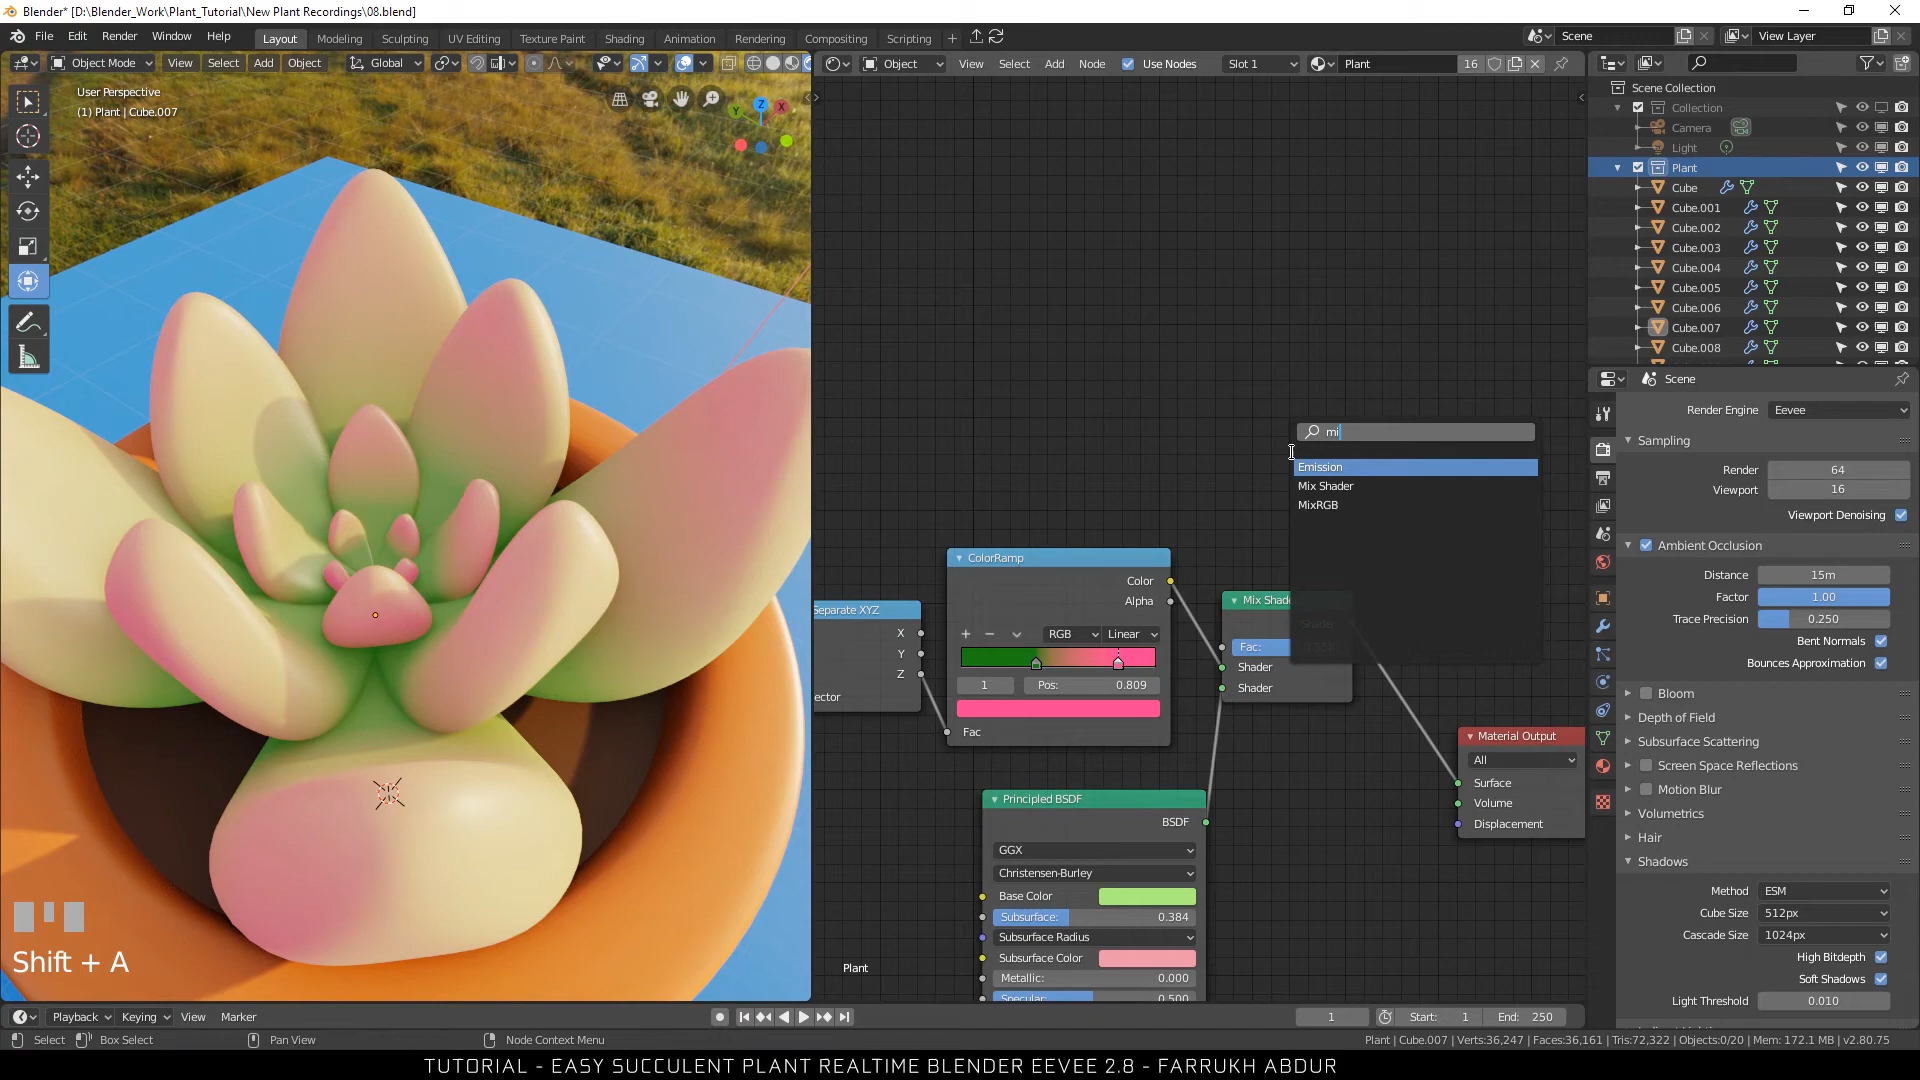 Blender* [D:\Blender_Work\Plant_Tutorial\New Plant Recordings\08.blend]
File Edit Render Window Help Layout Modeling Sculpting UV Editing Texture Paint Shading Animation Rendering Compositing Scripting + Scene View Layer
Object Mode View Select Add Object Global Object View Select Add Node Use Nodes Slot 1 Plant 16
User Perspective
(1) Plant | Cube.007
Scene Collection
Collection
Camera
Light
Plant
Cube
Cube.001
Cube.002
Cube.003
Cube.004
Cube.005
Cube.006
Cube.007
Cube.008
mi
Emission
Mix Shader
MixRGB
Separate XYZ
X
Y
Z
ector
ColorRamp
Color
Alpha
+ − RGB Linear
1 Pos: 0.809
Fac
Mix Shade
Fac:
Shader
Shader
Material Output
All
Surface
Volume
Displacement
Principled BSDF
BSDF
GGX
Christensen-Burley
Base Color
Subsurface: 0.384
Subsurface Radius
Subsurface Color
Metallic: 0.000
Specular: 0.500
Plant
Scene
Render Engine Eevee
Sampling
Render 64
Viewport 16
Viewport Denoising
Ambient Occlusion
Distance 15m
Factor 1.00
Trace Precision 0.250
Bent Normals
Bounces Approximation
Bloom
Depth of Field
Subsurface Scattering
Screen Space Reflections
Motion Blur
Volumetrics
Hair
Shadows
Method ESM
Cube Size 512px
Cascade Size 1024px
High Bitdepth
Soft Shadows
Light Threshold 0.010
Shift + A
Playback Keying View Marker 1 Start: 1 End: 250
Select Box Select Pan View Node Context Menu Plant | Cube.007 | Verts:36,247 | Faces:36,161 | Tris:72,322 | Objects:0/20 | Mem: 172.1 MB | v2.80.75
TUTORIAL - EASY SUCCULENT PLANT REALTIME BLENDER EEVEE 2.8 - FARRUKH ABDUR